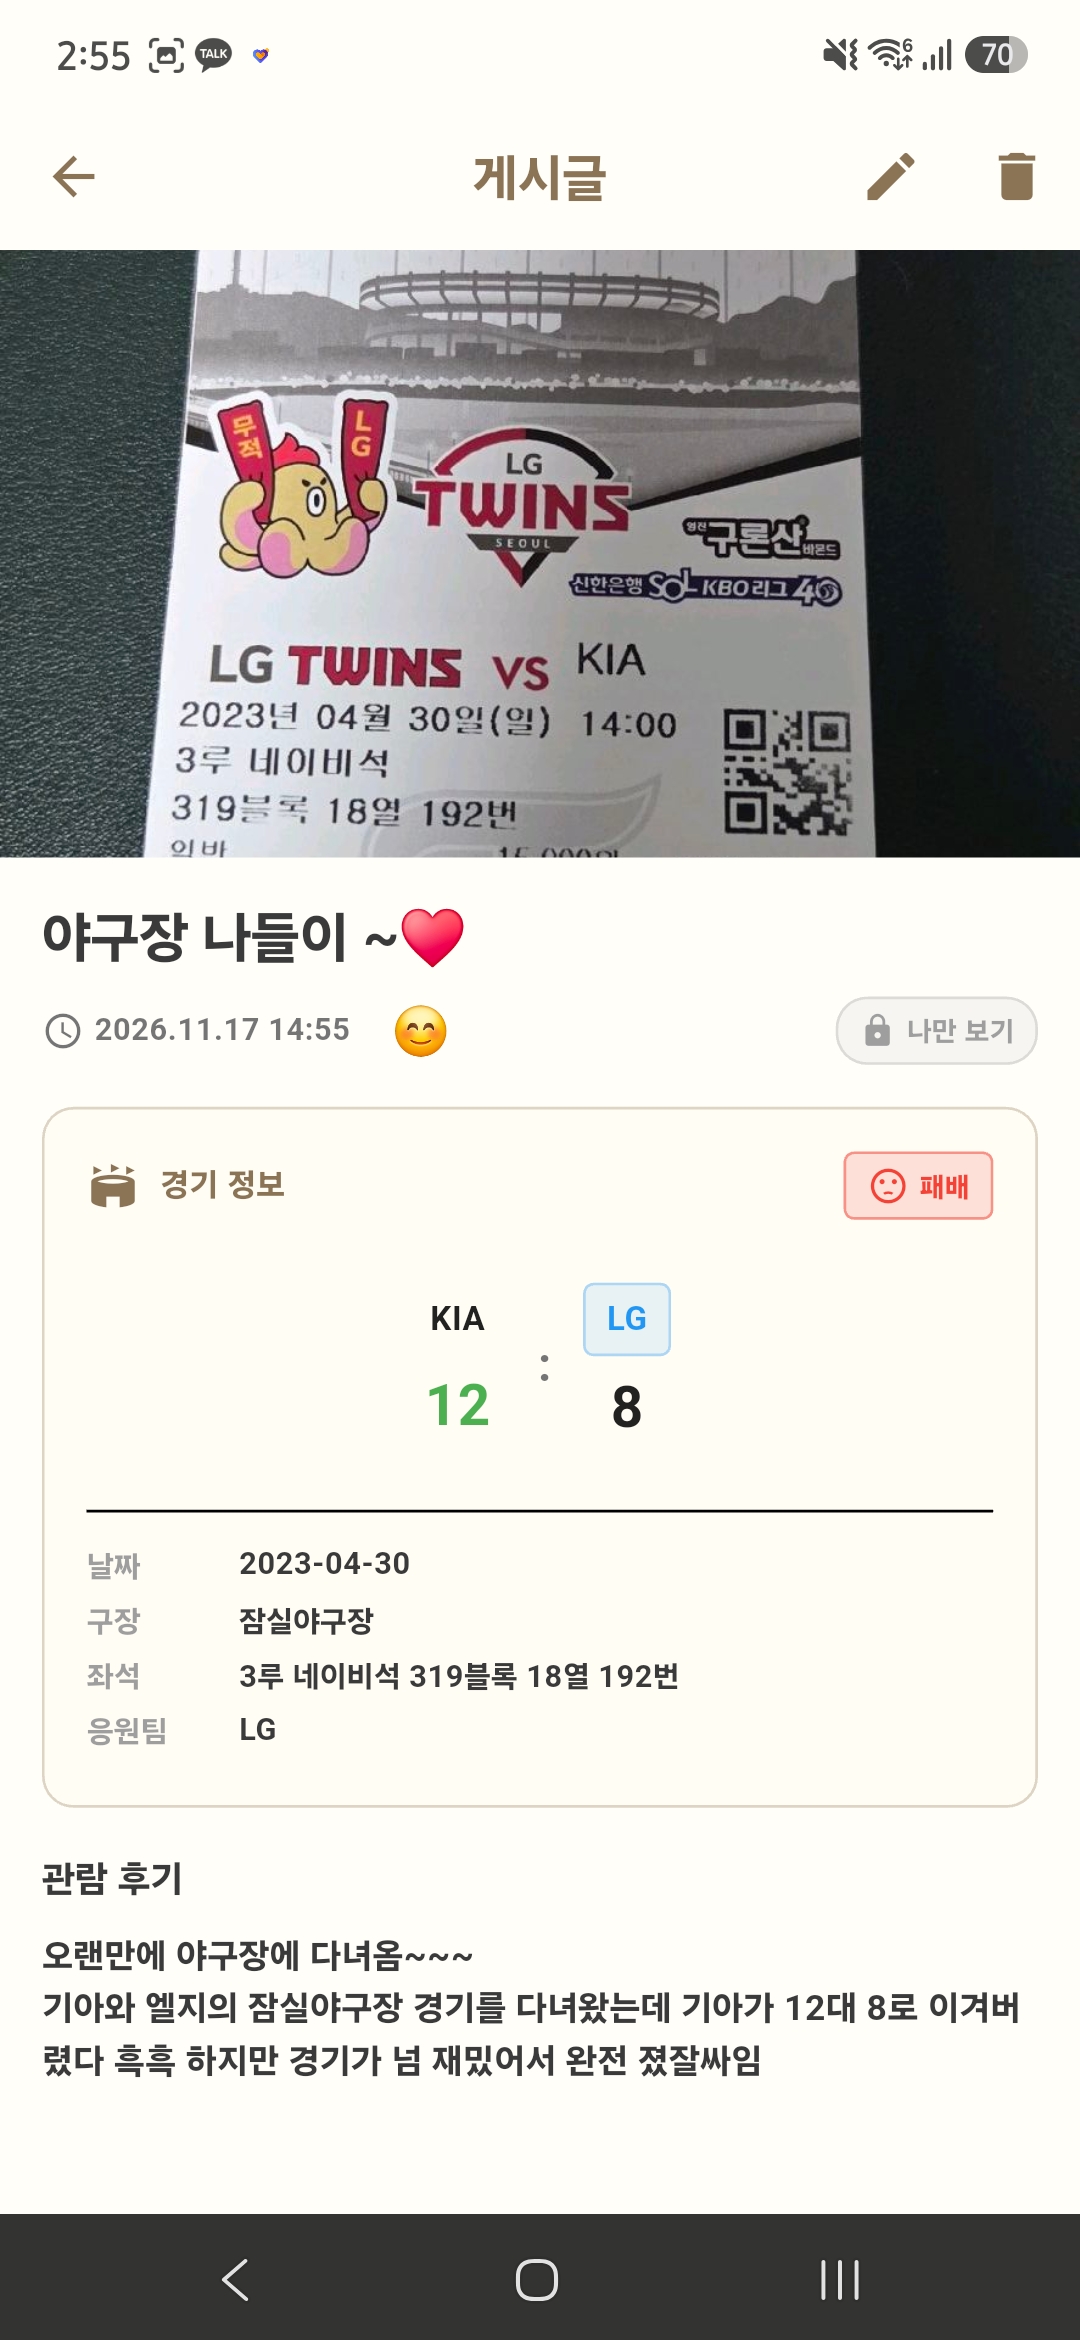 2:55 TALK 6 70
게시글
무적 LG
LG
TWINS
SEOUL
영진 구론산 바몬드
신한은행 SOL KBO리그 40
LG TWINS VS KIA
2023년 04월 30일(일) 14:00
3루 네이비석
319블록 18열 192번
일반
야구장 나들이 ~❤️
2026.11.17 14:55 😊 나만 보기
경기 정보 패배
KIA : LG
12 8
날짜 2023-04-30
구장 잠실야구장
좌석 3루 네이비석 319블록 18열 192번
응원팀 LG
관람 후기
오랜만에 야구장에 다녀옴~~~
기아와 엘지의 잠실야구장 경기를 다녀왔는데 기아가 12대 8로 이겨버
렸다 흑흑 하지만 경기가 넘 재밌어서 완전 졌잘싸임